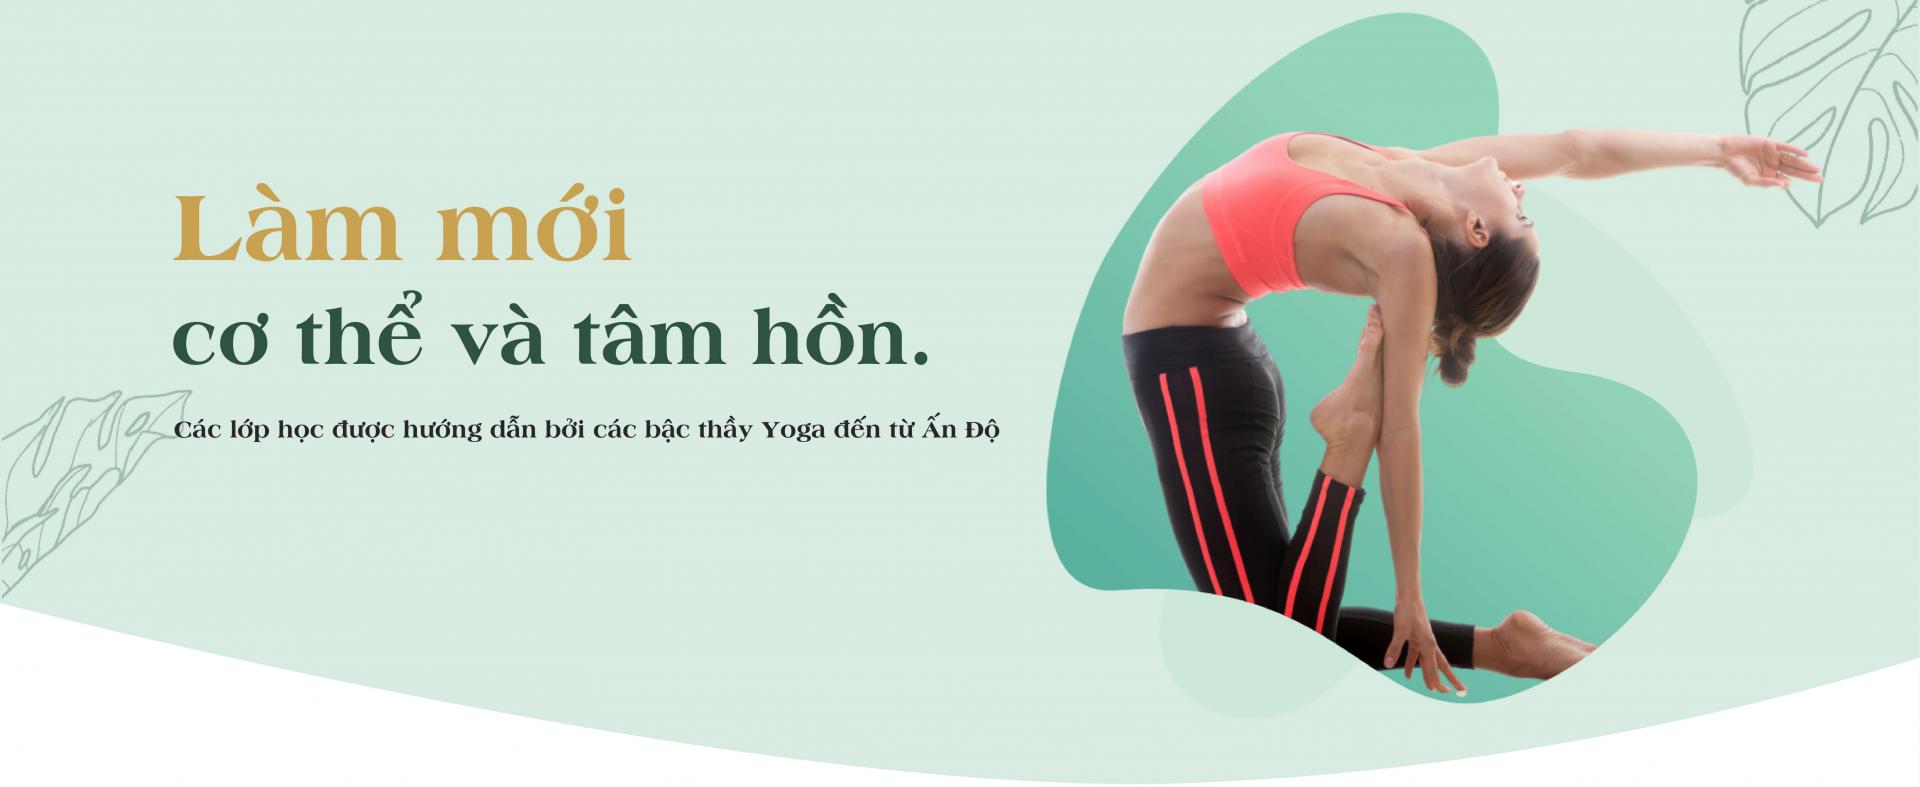 Làm mới
cơ thể và tâm hồn.
Các lớp học được hướng dẫn bởi các bậc thầy Yoga đến từ Ấn Độ